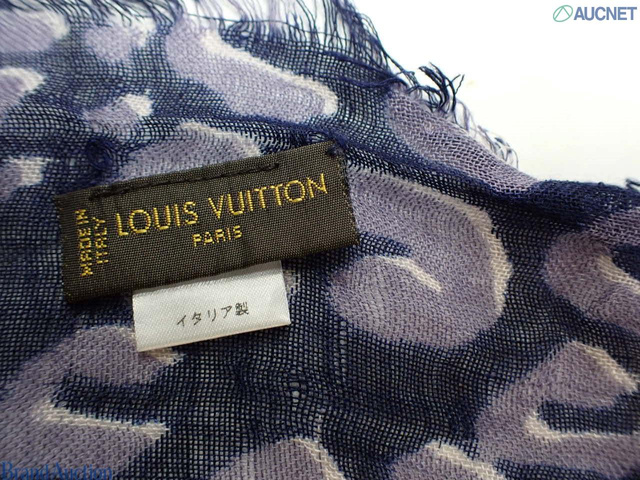 AUCNET
MADE IN
ITALY
LOUIS VUITTON
PARIS
イタリア製
Brand Auction